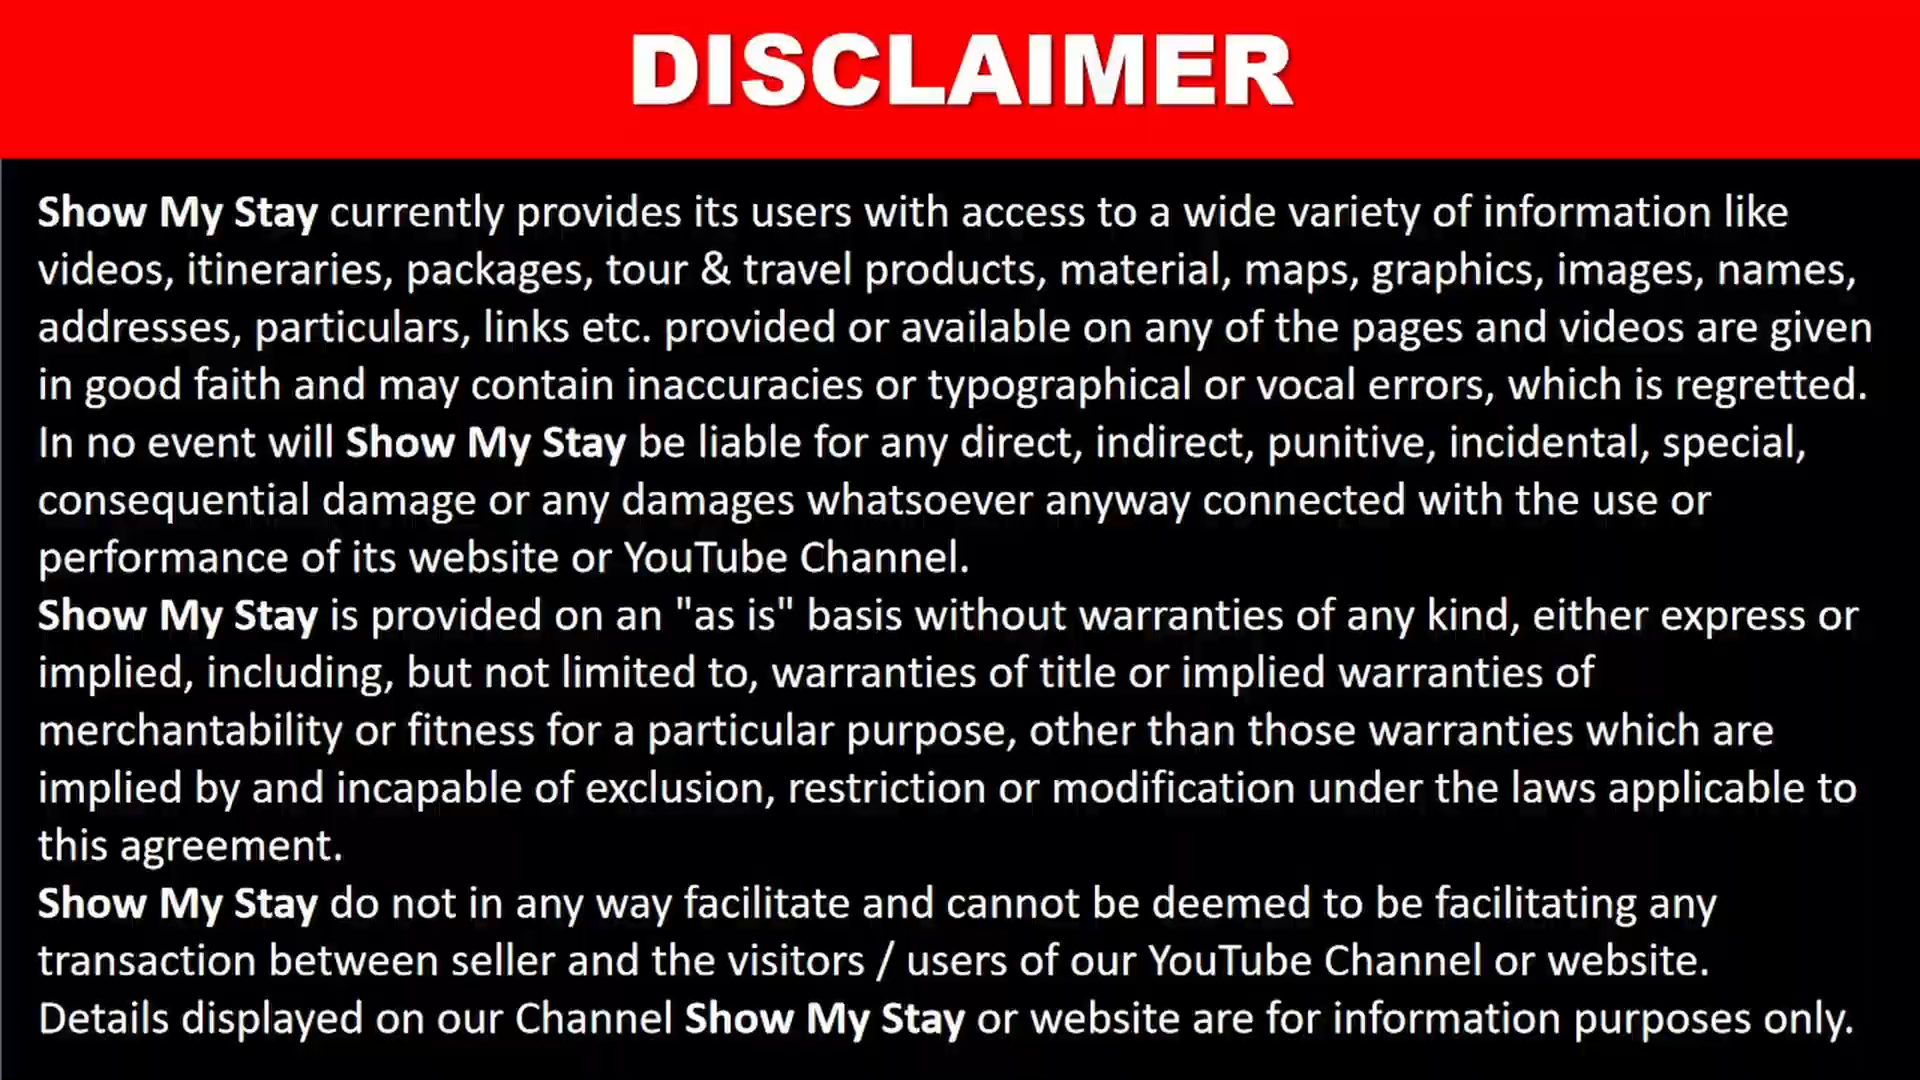 DISCLAIMER
Show My Stay currently provides its users with access to a wide variety of information like
videos, itineraries, packages, tour & travel products, material, maps, graphics, images, names,
addresses, particulars, links etc. provided or available on any of the pages and videos are given
in good faith and may contain inaccuracies or typographical or vocal errors, which is regretted.
In no event will Show My Stay be liable for any direct, indirect, punitive, incidental, special,
consequential damage or any damages whatsoever anyway connected with the use or
performance of its website or YouTube Channel.
Show My Stay is provided on an "as is" basis without warranties of any kind, either express or
implied, including, but not limited to, warranties of title or implied warranties of
merchantability or fitness for a particular purpose, other than those warranties which are
implied by and incapable of exclusion, restriction or modification under the laws applicable to
this agreement.
Show My Stay do not in any way facilitate and cannot be deemed to be facilitating any
transaction between seller and the visitors / users of our YouTube Channel or website.
Details displayed on our Channel Show My Stay or website are for information purposes only.